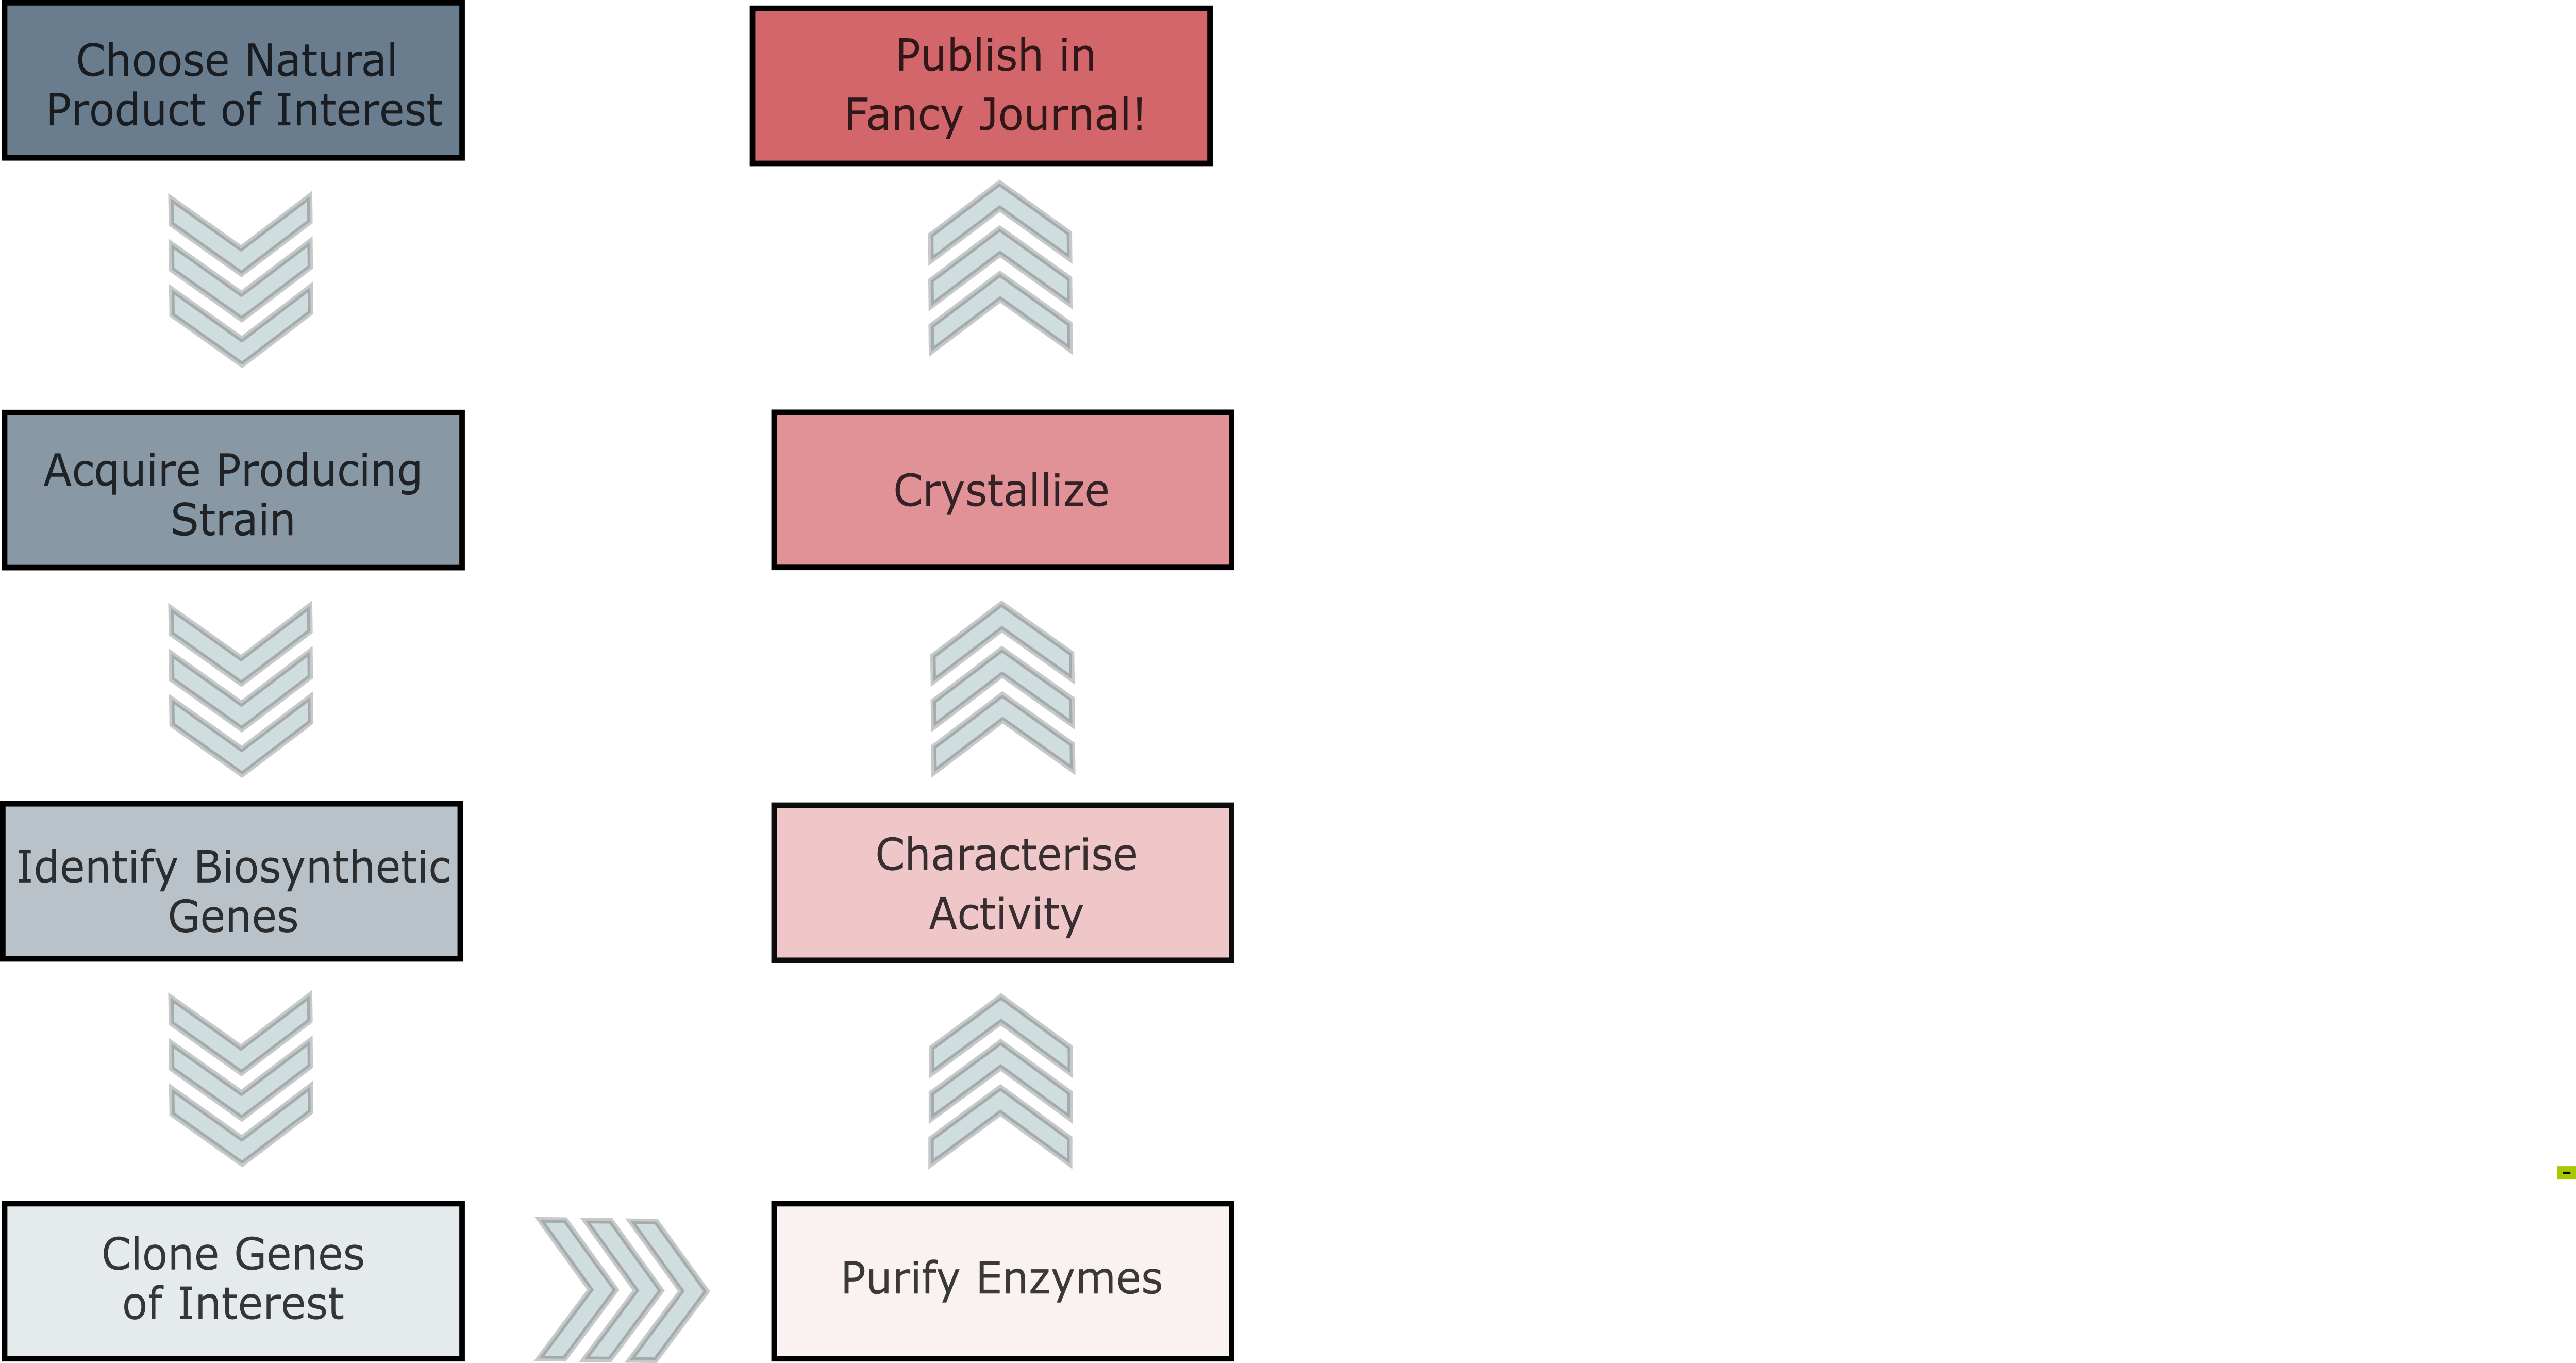 Choose Natural
Product of Interest
Acquire Producing
Strain
Identify Biosynthetic
Genes
Clone Genes
of Interest
Purify Enzymes
Characterise
Activity
Crystallize
Publish in
Fancy Journal!
-